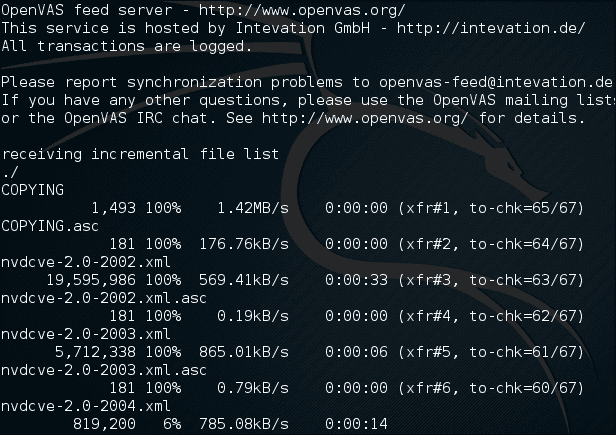 OpenVAS feed server - http://www.openvas.org/
This service is hosted by Intevation GmbH - http://intevation.de/
All transactions are logged.
Please report synchronization problems to openvas-feed@intevation.de
If you have any other questions, please use the OpenVAS mailing lists
or the OpenVAS IRC chat. See http://www.openvas.org/ for details.
receiving incremental file list
./
COPYING
1,493 100% 1.42MB/s 0:00:00 (xfr#1, to-chk=65/67)
COPYING.asc
181 100% 176.76kB/s 0:00:00 (xfr#2, to-chk=64/67)
nvdcve-2.0-2002.xml
19,595,986 100% 569.41kB/s 0:00:33 (xfr#3, to-chk=63/67)
nvdcve-2.0-2002.xml.asc
181 100% 0.19kB/s 0:00:00 (xfr#4, to-chk=62/67)
nvdcve-2.0-2003.xml
5,712,338 100% 865.01kB/s 0:00:06 (xfr#5, to-chk=61/67)
nvdcve-2.0-2003.xml.asc
181 100% 0.79kB/s 0:00:00 (xfr#6, to-chk=60/67)
nvdcve-2.0-2004.xml
819,200 6% 785.08kB/s 0:00:14